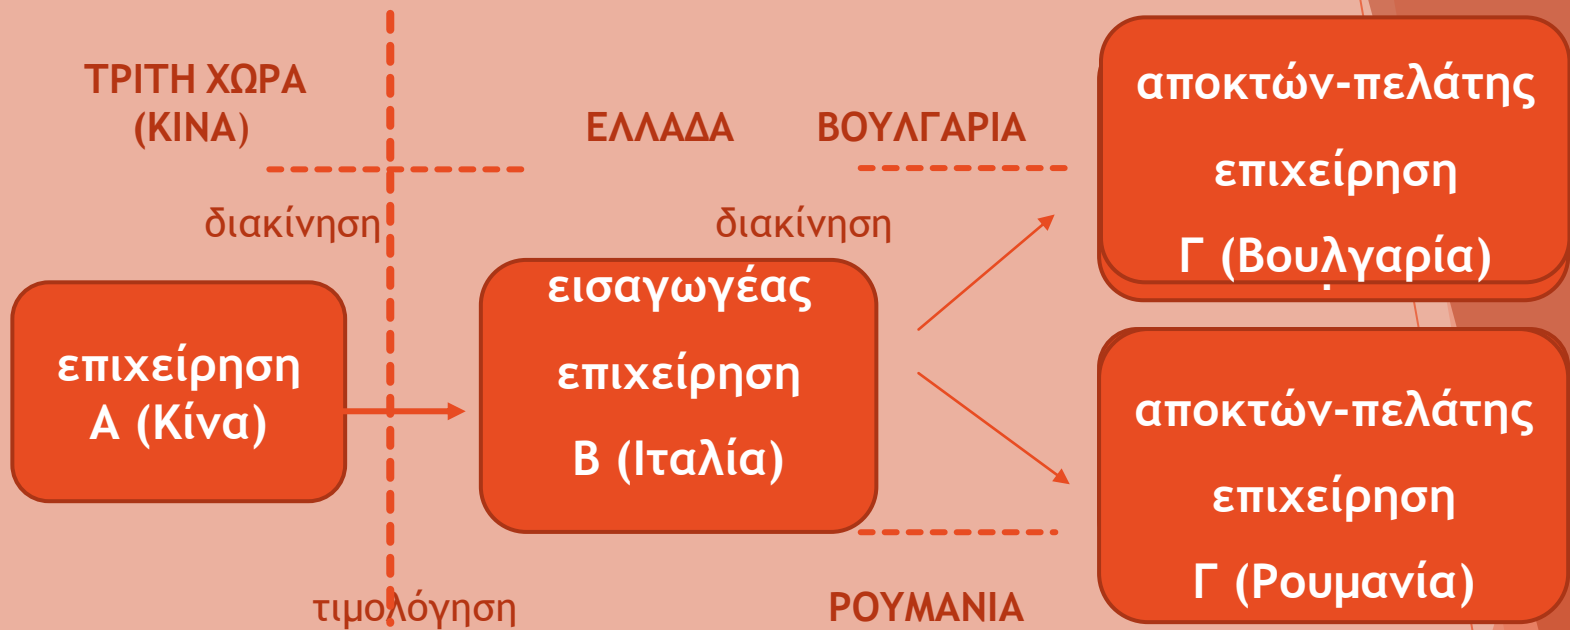 ΤΡΙΤΗ ΧΩΡΑ
(ΚΙΝΑ)
ΕΛΛΑΔΑ
ΒΟΥΛΓΑΡΙΑ
διακίνηση
διακίνηση
επιχείρηση
Α (Κίνα)
εισαγωγέας
επιχείρηση
Β (Ιταλία)
αποκτών-πελάτης
επιχείρηση
Γ (Βουλγαρία)
αποκτών-πελάτης
επιχείρηση
Γ (Ρουμανία)
τιμολόγηση
ΡΟΥΜΑΝΙΑ